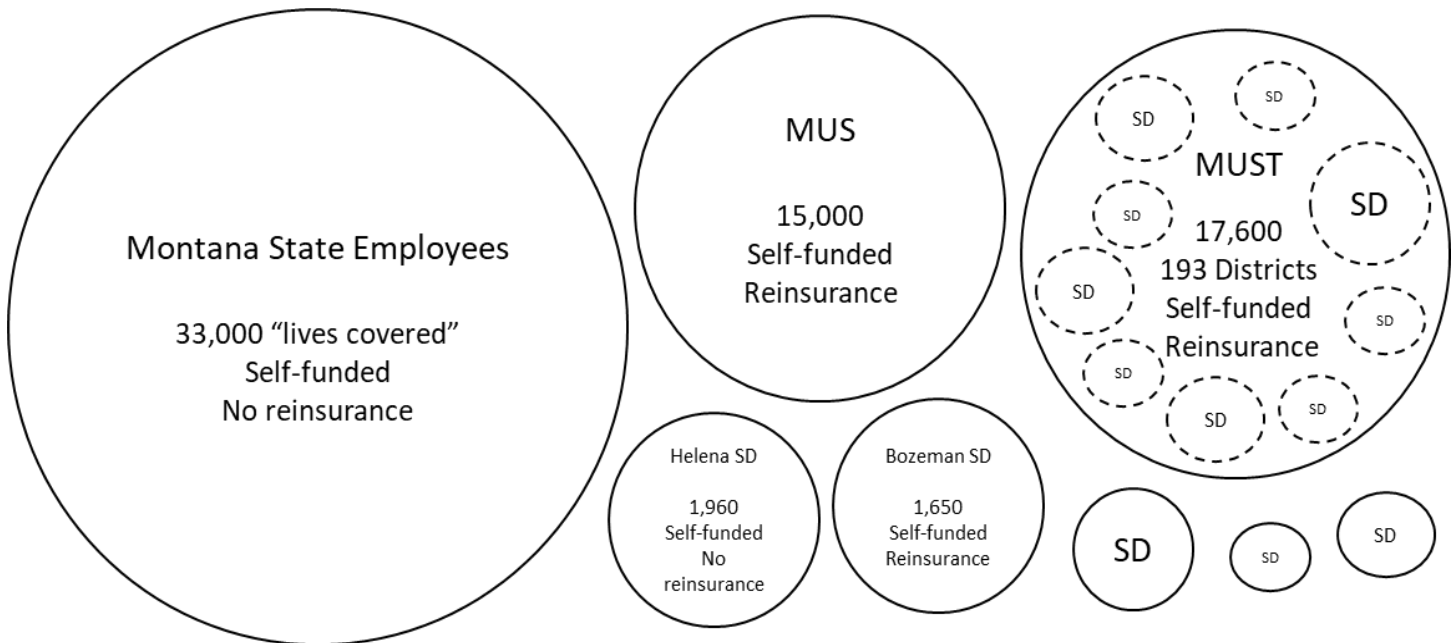 Montana State Employees
33,000 “lives covered”
Self-funded
No reinsurance
MUS
15,000
Self-funded
Reinsurance
SD
SD
MUST
SD
SD
17,600
193 Districts
Self-funded
Reinsurance
SD
SD
SD
SD
SD
Helena SD
1,960
Self-funded
No
reinsurance
Bozeman SD
1,650
Self-funded
Reinsurance
SD
SD
SD